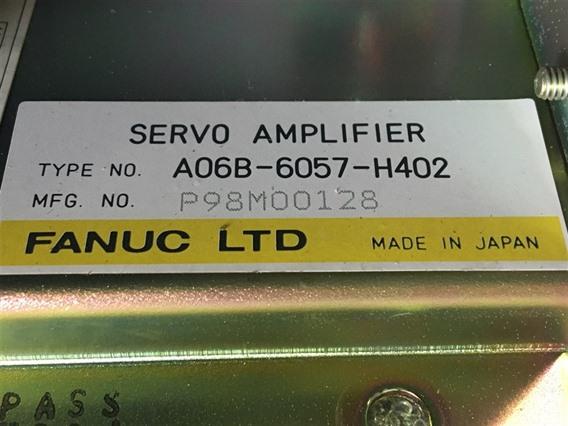 SERVO AMPLIFIER
TYPE NO. A06B-6057-H402
MFG. NO. P98M00128
FANUC LTD MADE IN JAPAN
PASS